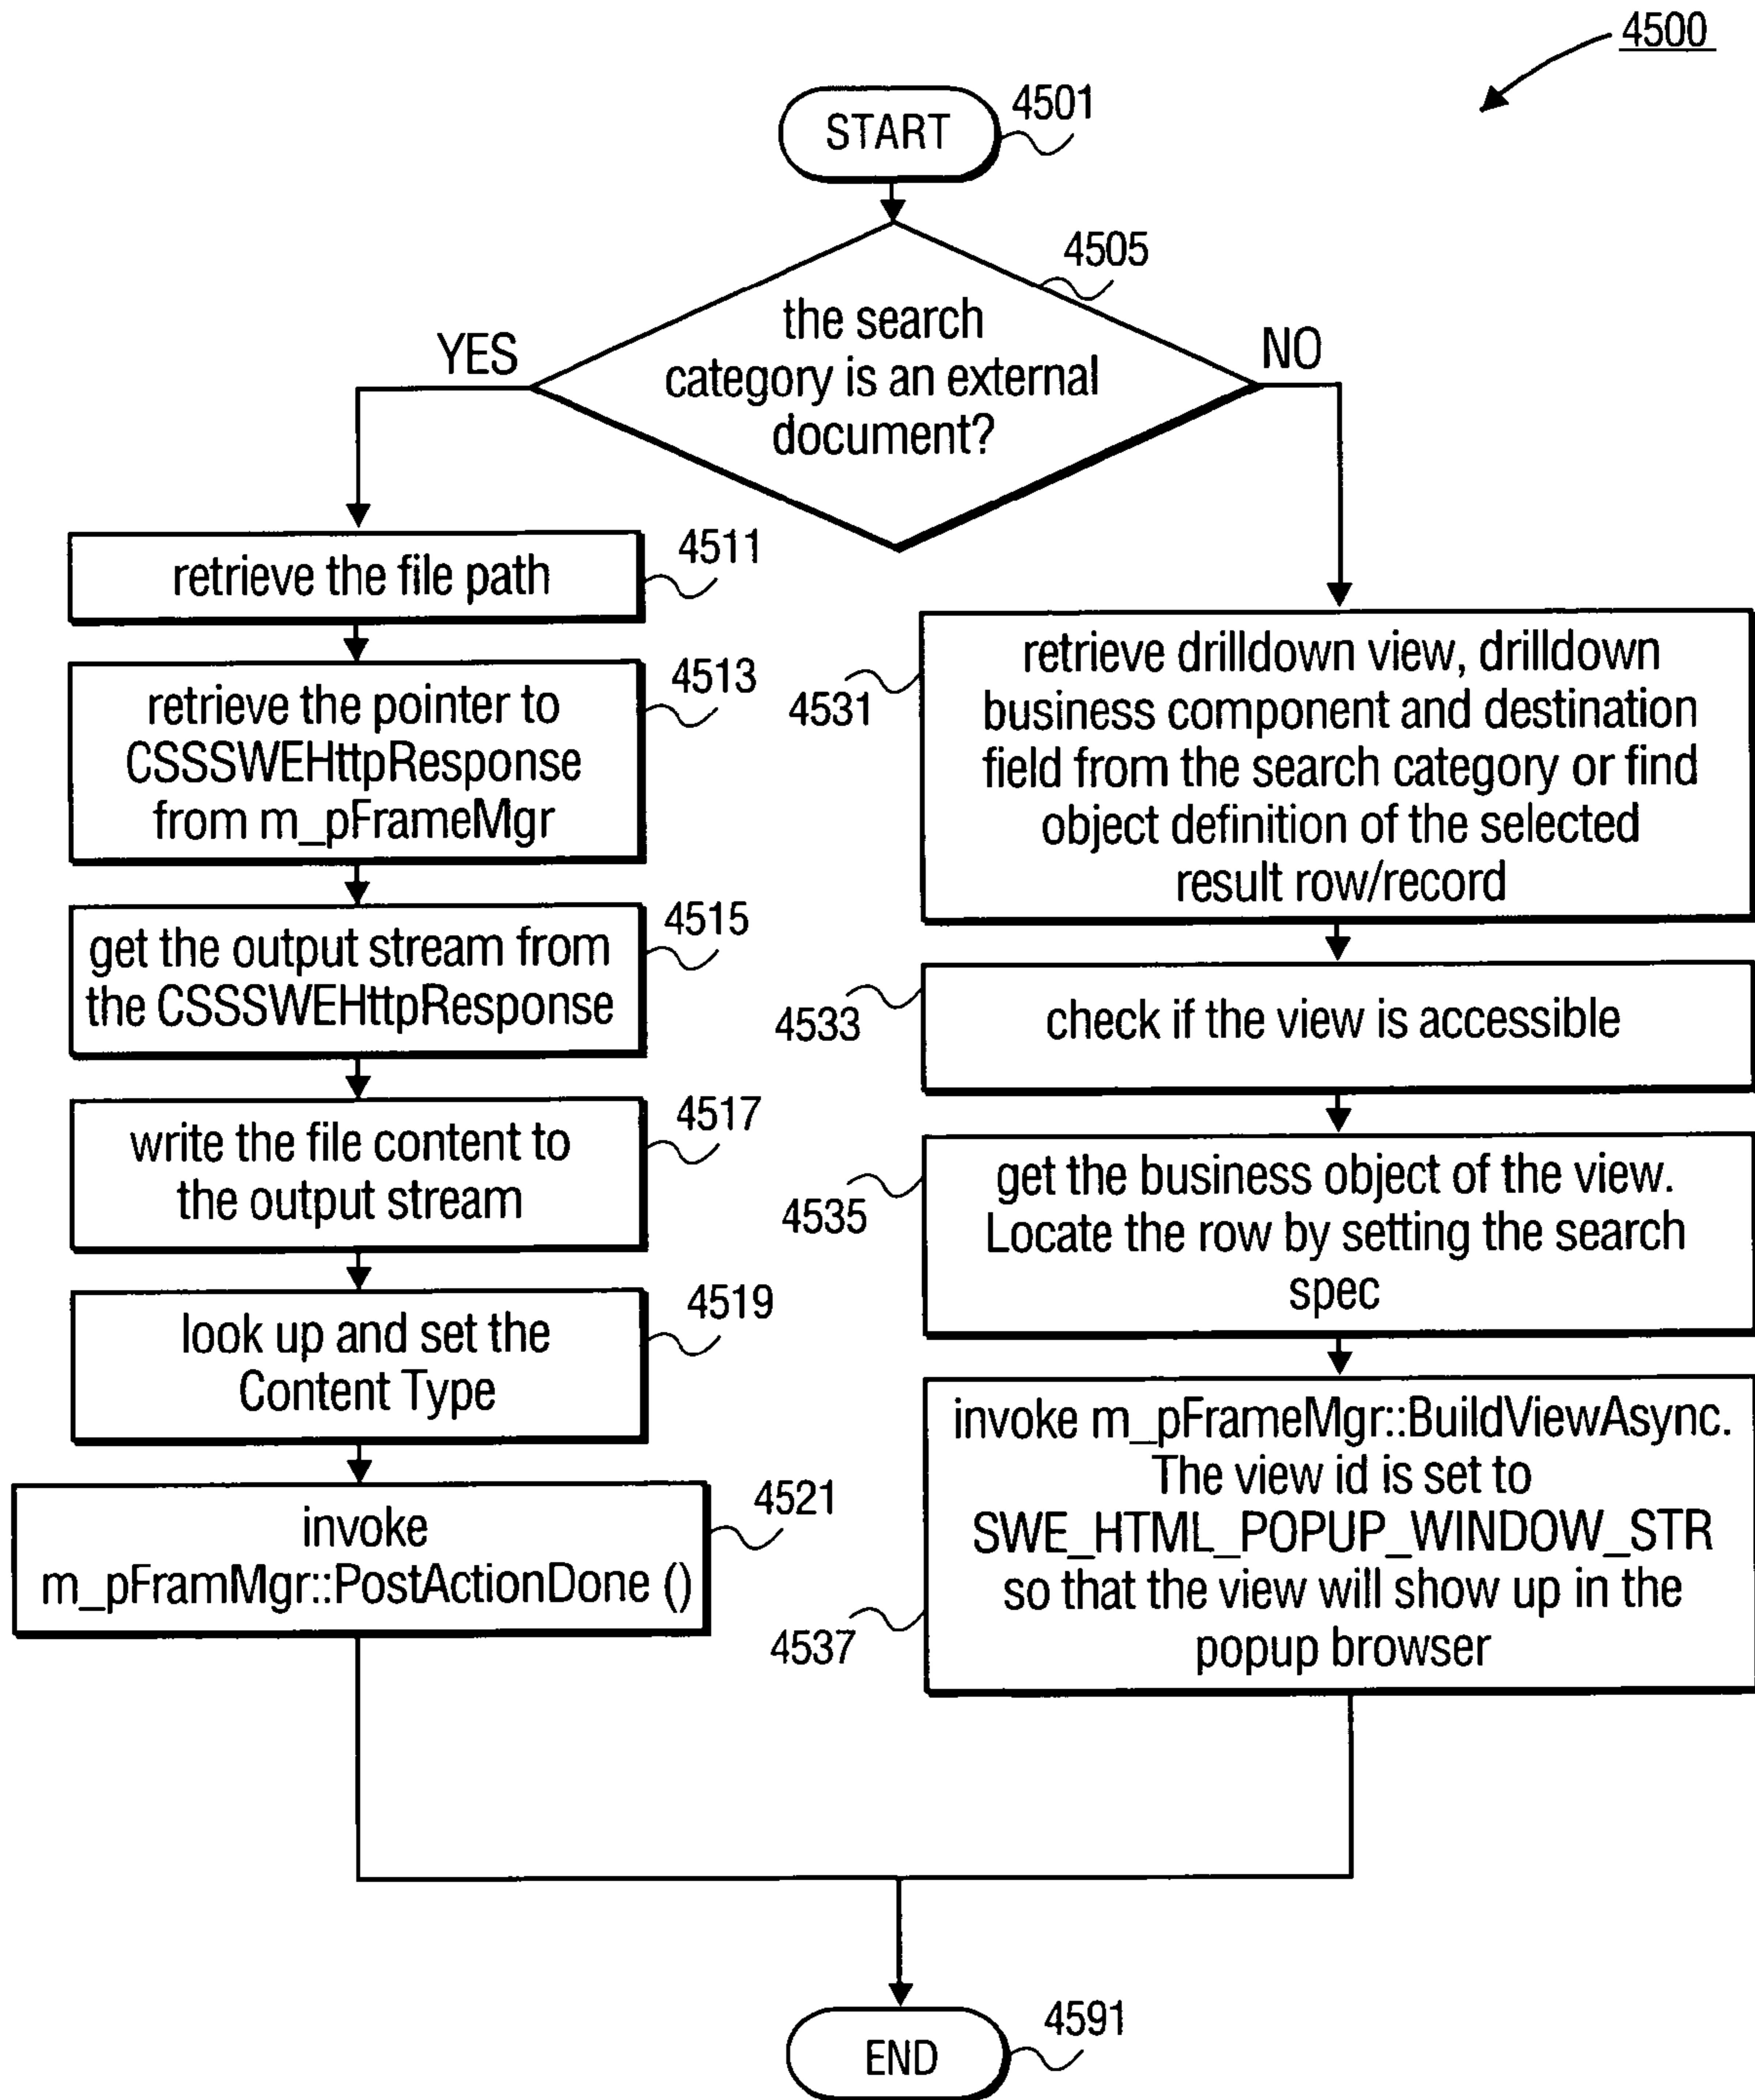 4500
START
4501
4505
the search
category is an external
document?
YES
NO
retrieve the file path
4511
retrieve the pointer to
CSSSWEHttpResponse
from m_pFrameMgr
4513
get the output stream from
the CSSSWEHttpResponse
4515
write the file content to
the output stream
4517
look up and set the
Content Type
4519
invoke
m_pFramMgr::PostActionDone ()
4521
retrieve drilldown view, drilldown
business component and destination
field from the search category or find
object definition of the selected
result row/record
4531
check if the view is accessible
4533
get the business object of the view.
Locate the row by setting the search
spec
4535
invoke m_pFrameMgr::BuildViewAsync.
The view id is set to
SWE_HTML_POPUP_WINDOW_STR
so that the view will show up in the
popup browser
4537
END
4591